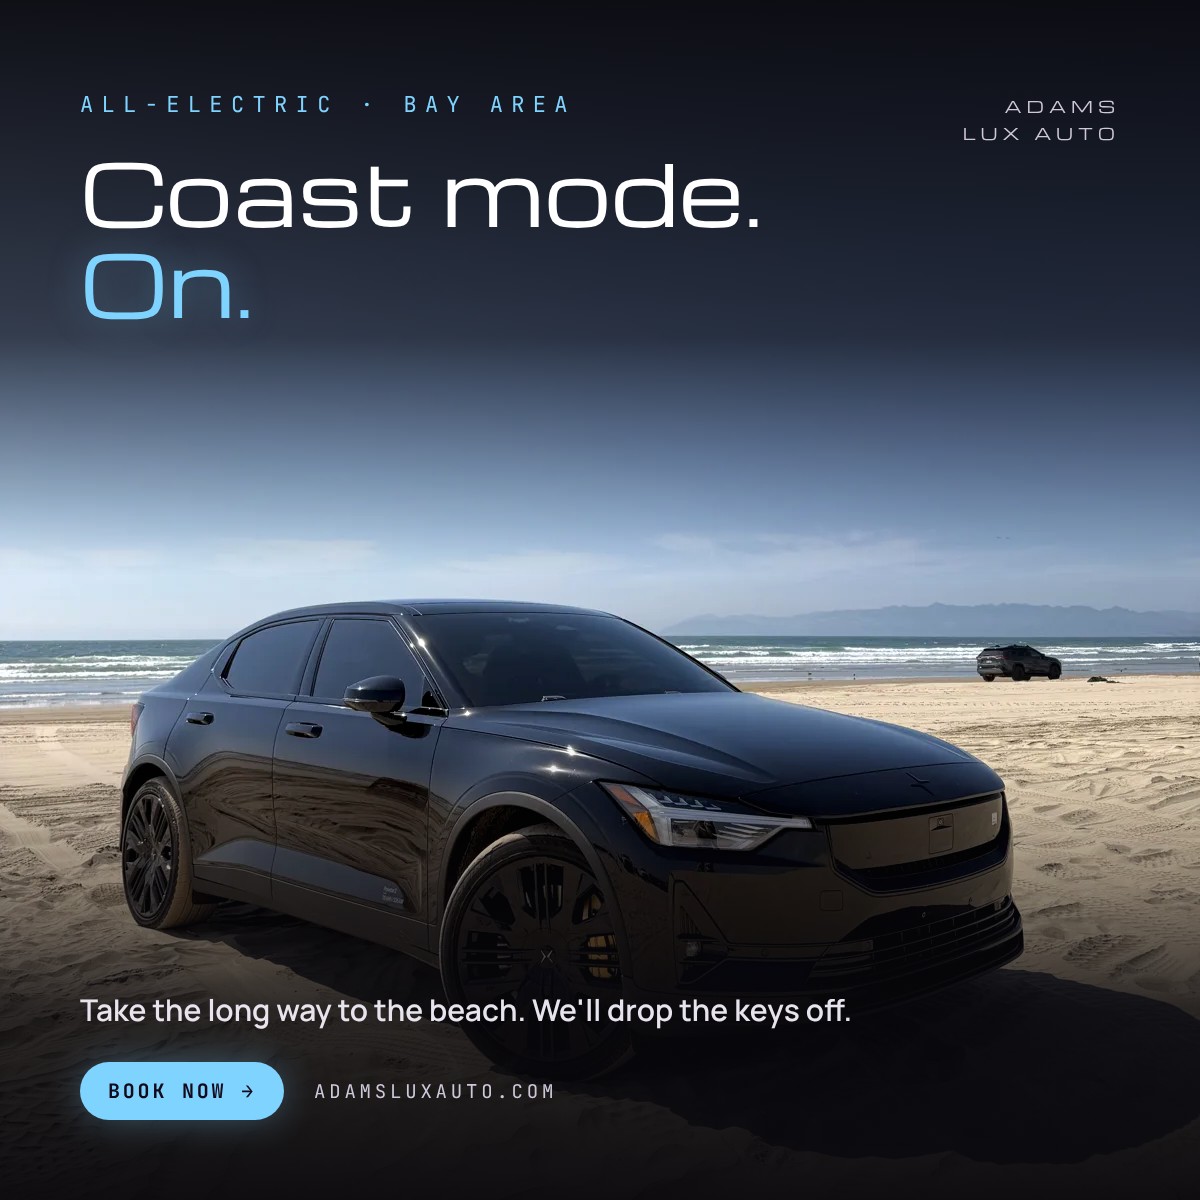 ALL-ELECTRIC · BAY AREA
ADAMS
LUX AUTO
Coast mode.
On.
Take the long way to the beach. We'll drop the keys off.
BOOK NOW →
ADAMSLUXAUTO.COM